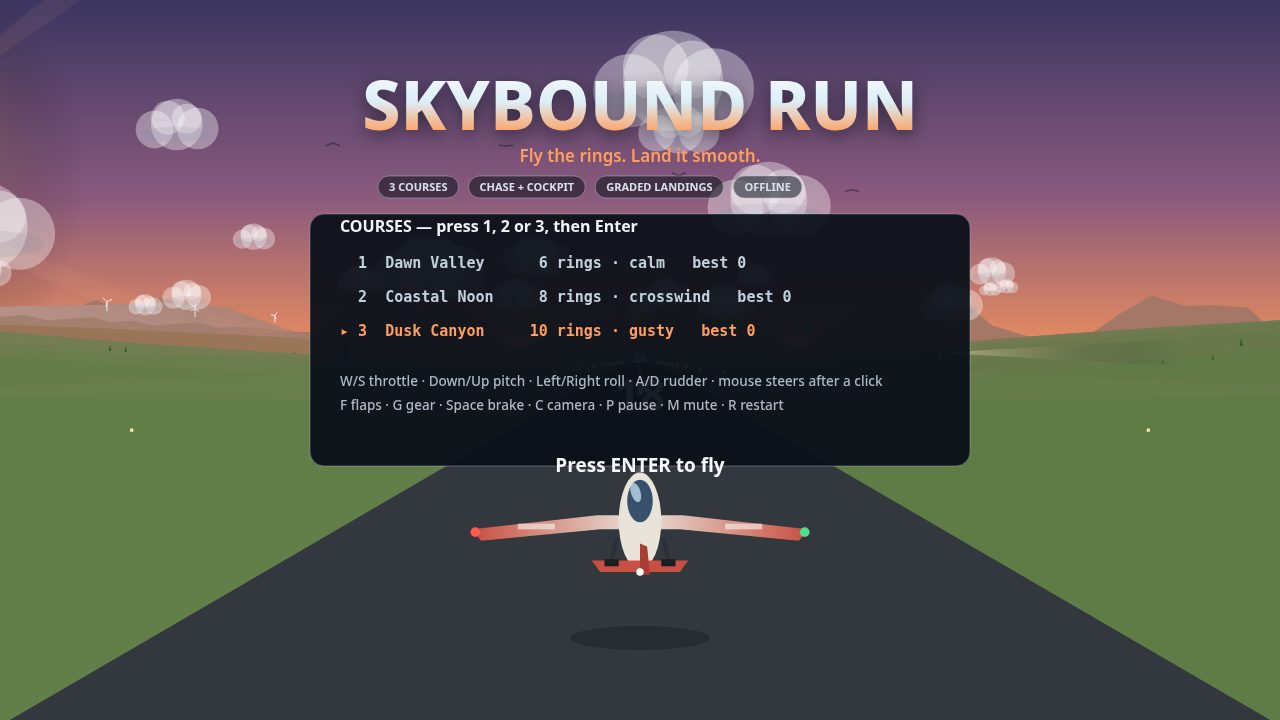 SKYBOUND RUN
Fly the rings. Land it smooth.
3 COURSES CHASE + COCKPIT GRADED LANDINGS OFFLINE
COURSES — press 1, 2 or 3, then Enter
1 Dawn Valley 6 rings · calm best 0
2 Coastal Noon 8 rings · crosswind best 0
▸ 3 Dusk Canyon 10 rings · gusty best 0
36
W/S throttle · Down/Up pitch · Left/Right roll · A/D rudder · mouse steers after a click
F flaps · G gear · Space brake · C camera · P pause · M mute · R restart
Press ENTER to fly